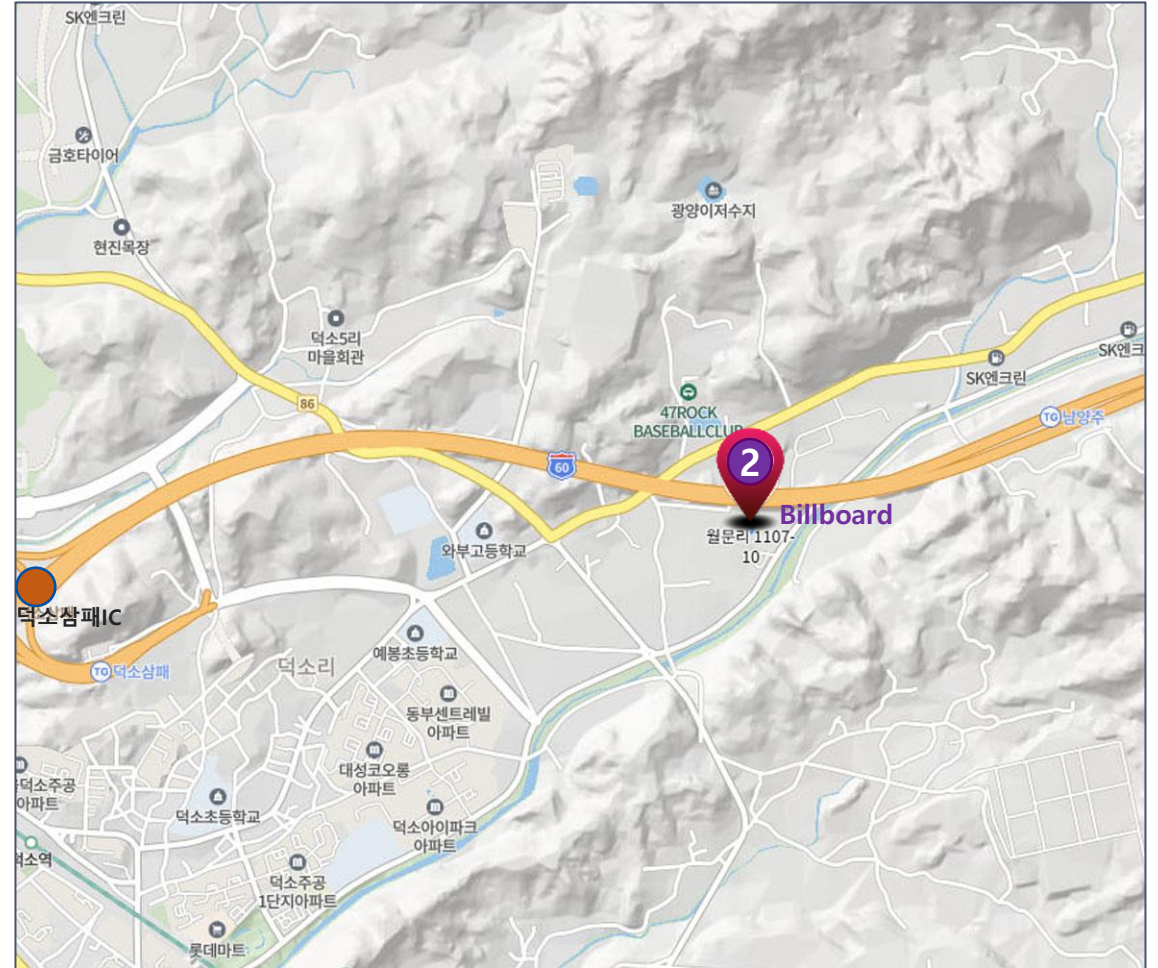 SK엔크린
금호타이어
현진목장
광양이저수지
덕소5리
마을회관
SK엔크
SK엔크린
86
47ROCK
BASEBALLCLUB
TG 남양주
60
2
Billboard
월문리 1107-
10
와부고등학교
덕소삼패IC
예봉초등학교
덕소리
TG 덕소삼패
동부센트레빌
아파트
대성코오롱
아파트
덕소주공
아파트
덕소초등학교
덕소아이파크
아파트
덕소역
덕소주공
1단지아파트
롯데마트